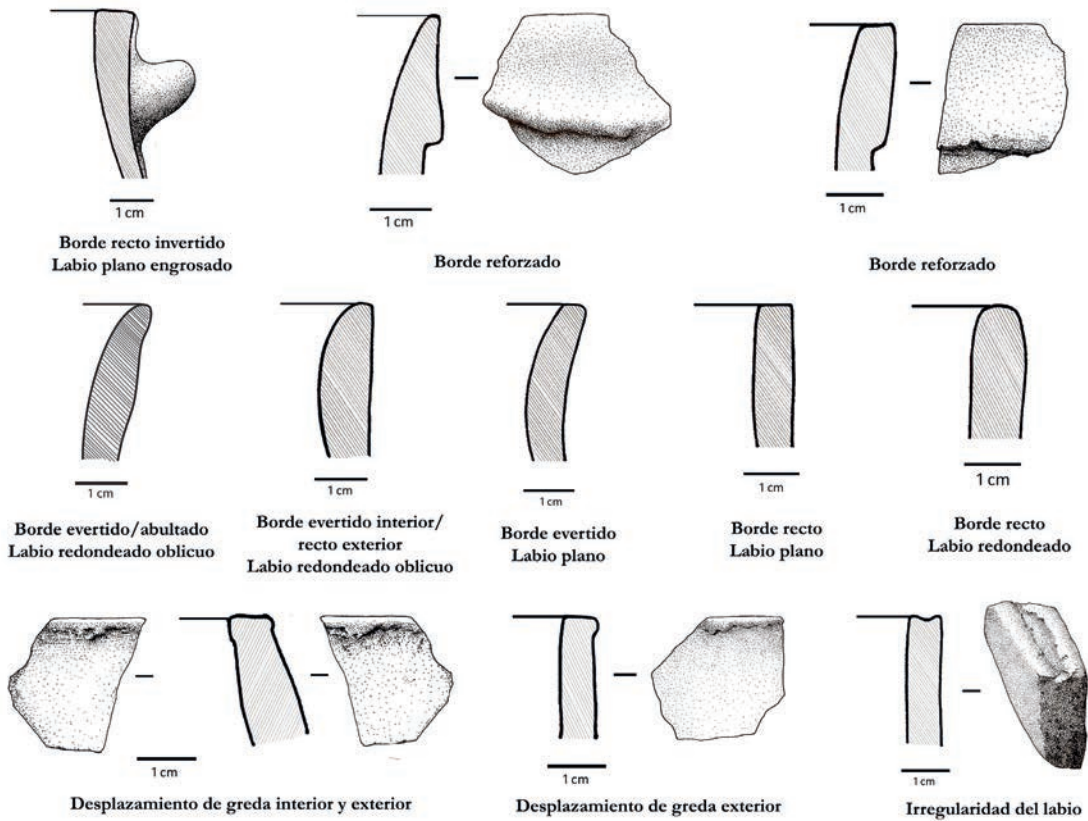 1 cm
1 cm
1 cm
Borde recto invertido
Labio plano engrosado
Borde reforzado
Borde reforzado
1 cm
1 cm
1 cm
1 cm
1 cm
Borde evertido/abultado
Labio redondeado oblicuo
Borde evertido interior/
recto exterior
Labio redondeado oblicuo
Borde evertido
Labio plano
Borde recto
Labio plano
Borde recto
Labio redondeado
1 cm
1 cm
1 cm
Desplazamiento de greda interior y exterior
Desplazamiento de greda exterior
Irregularidad del labio